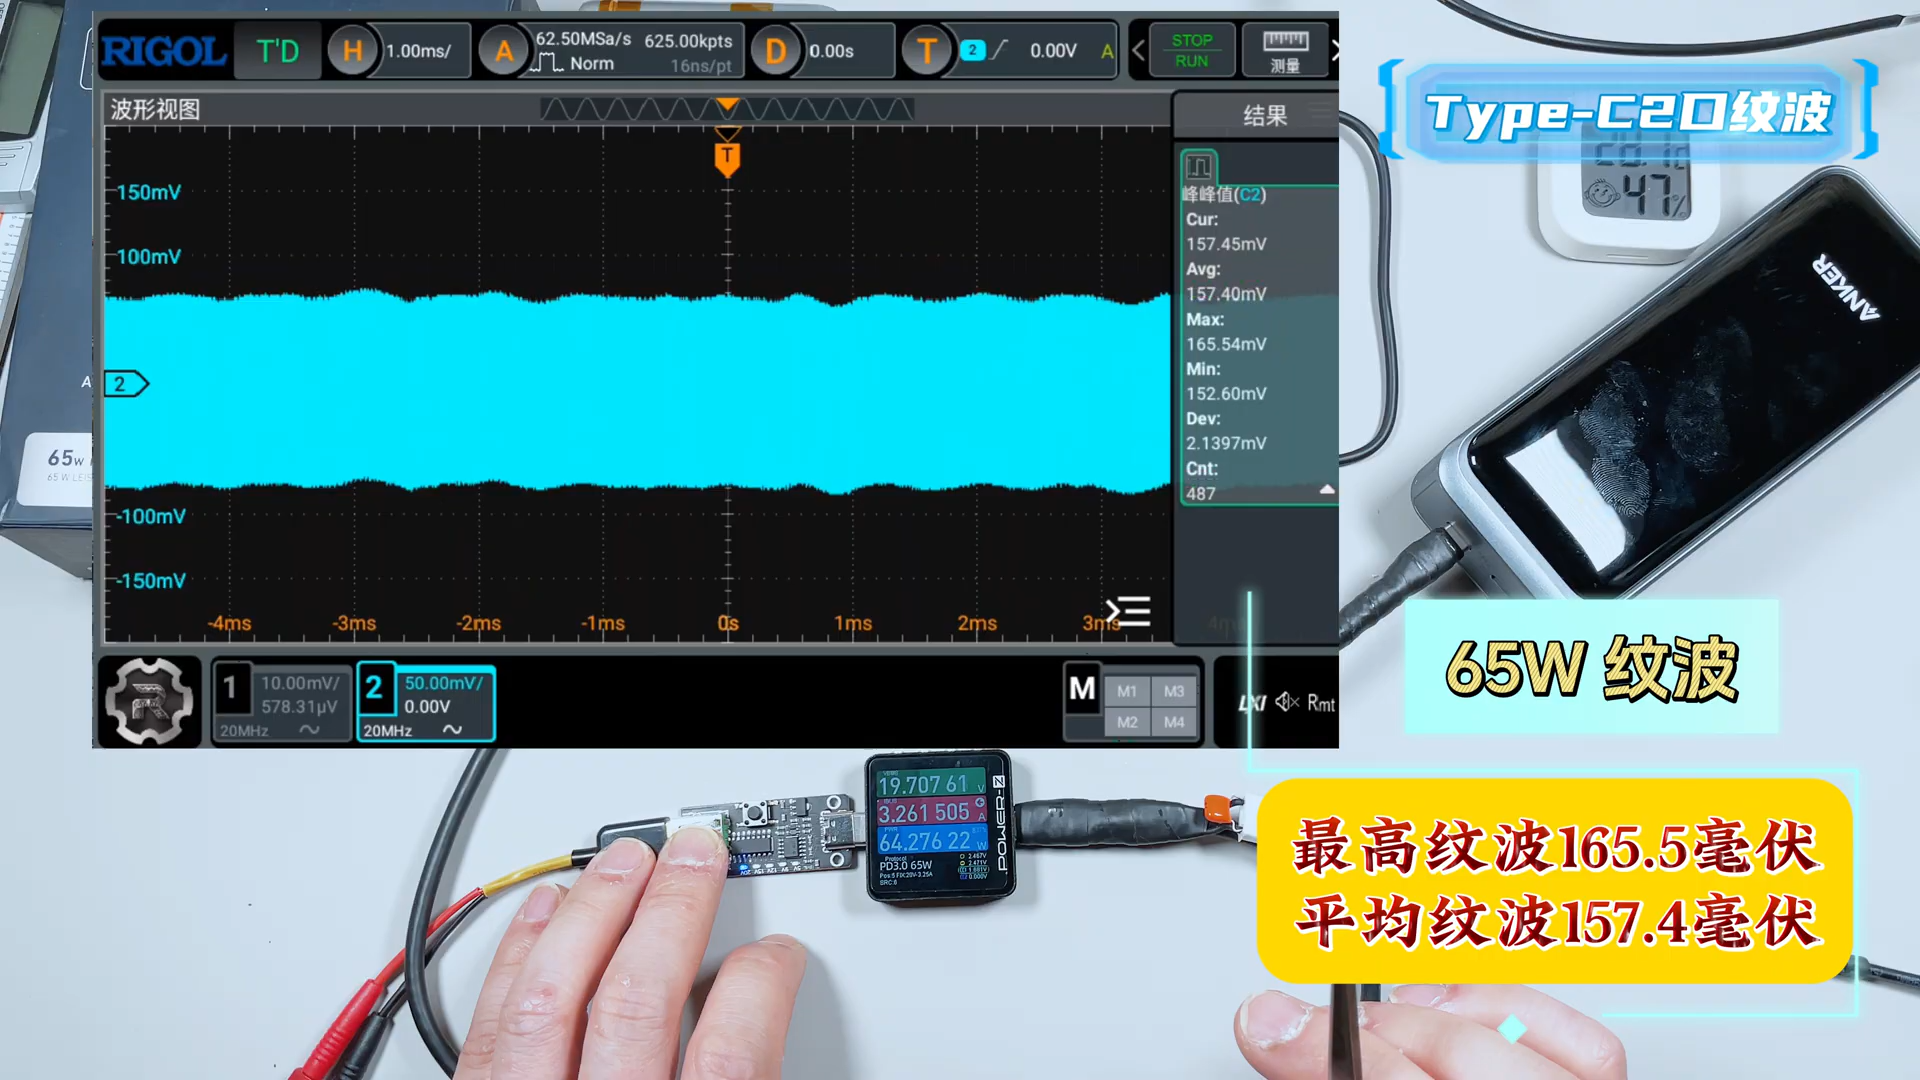 RIGOL
T'D
H
1.00ms/
A
62.50MSa/s
Norm
625.00kpts
16ns/pt
D
0.00s
T
2
0.00V
A
STOP
RUN
测量
波形视图
T
150mV
100mV
2
-100mV
-150mV
-4ms
-3ms
-2ms
-1ms
0s
1ms
2ms
3ms
结果
峰峰值(C2)
Cur:
157.45mV
Avg:
157.40mV
Max:
165.54mV
Min:
152.60mV
Dev:
2.1397mV
Cnt:
487
1
10.00mV/
578.31μV
20MHz
2
50.00mV/
0.00V
20MHz
M
M1
M3
M2
M4
LXI
Rmt
Type-C2口纹波
47%
ANKER
65W
65W 纹波
19.707 61 V
3.261 505 A
64.276 22 W
Protocol
PD3.0 65W
POWER-Z
最高纹波165.5毫伏
平均纹波157.4毫伏